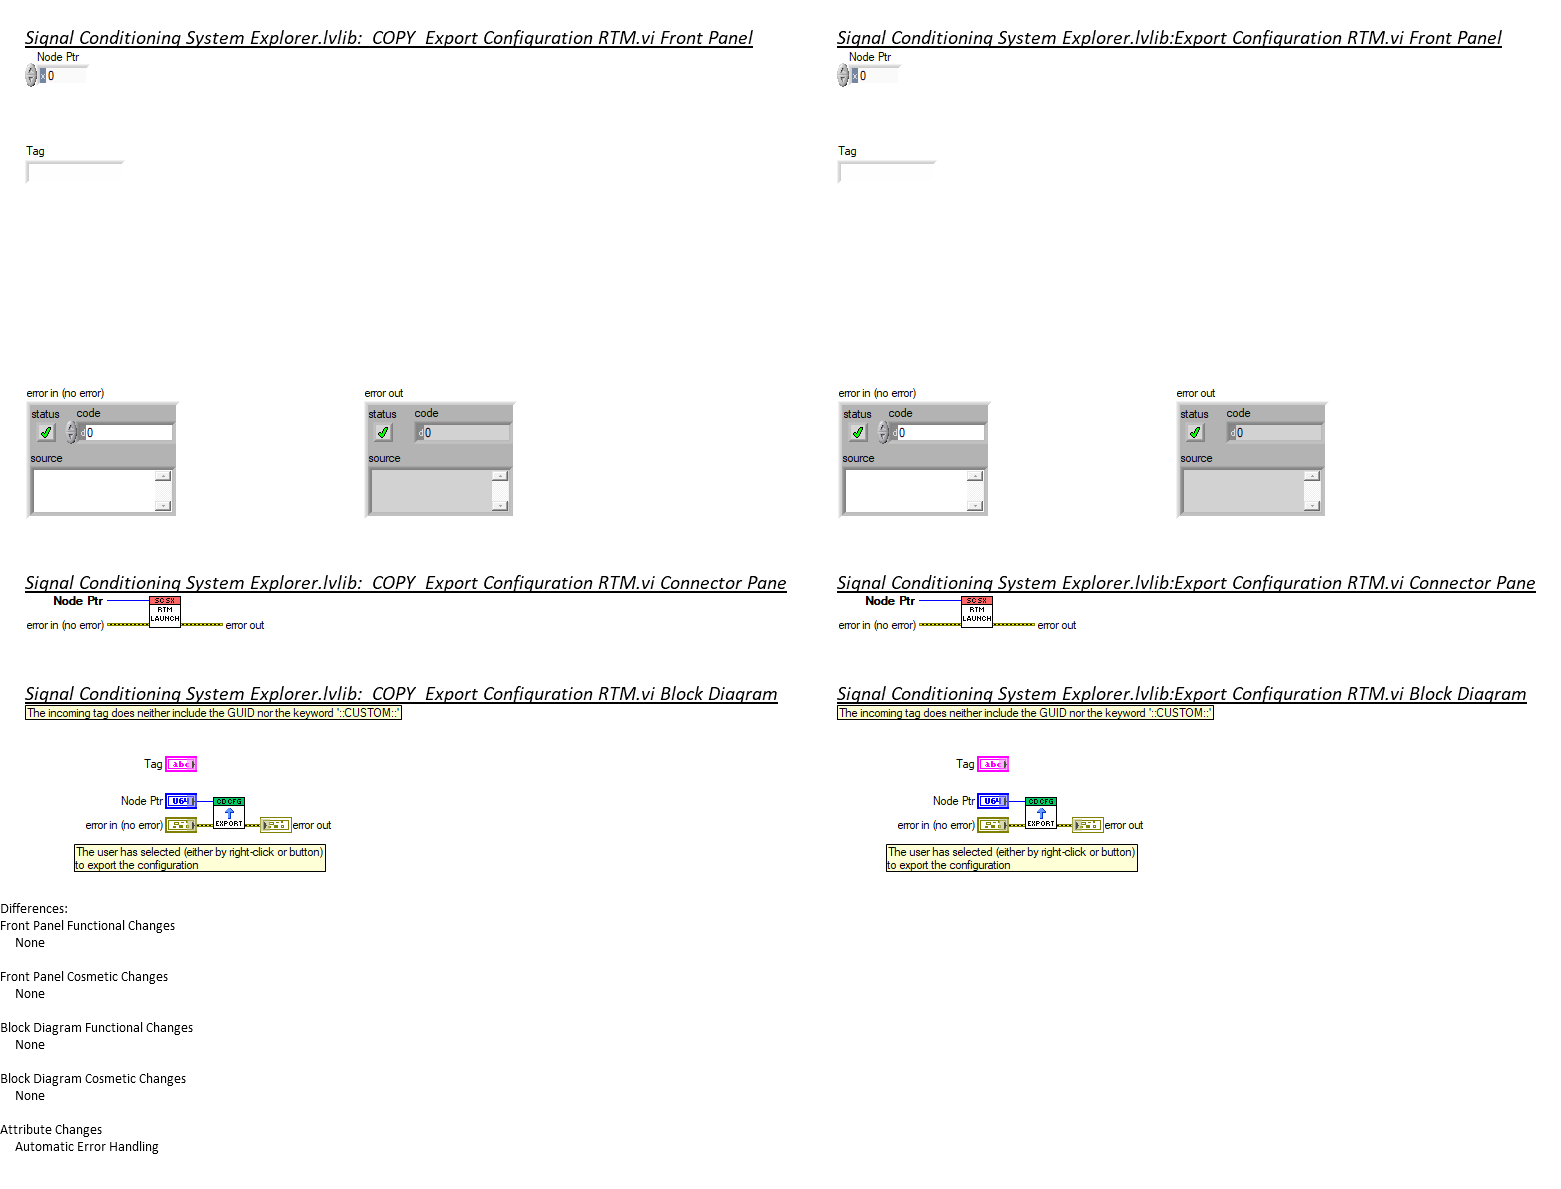 Signal Conditioning System Explorer.lvlib:  COPY  Export Configuration RTM.vi Front Panel
Node Ptr
x 0
Tag
error in (no error)
error out
status code
d 0
source
status code
d 0
source
Signal Conditioning System Explorer.lvlib:  COPY  Export Configuration RTM.vi Connector Pane
Node Ptr
SCSX
RTM
LAUNCH
error in (no error)
error out
Signal Conditioning System Explorer.lvlib:  COPY  Export Configuration RTM.vi Block Diagram
The incoming tag does neither include the GUID nor the keyword '::CUSTOM::'
Tag abc
Node Ptr U64
CDCFG
EXPORT
error in (no error)
error out
The user has selected (either by right-click or button)
to export the configuration
Differences:
Front Panel Functional Changes
None
Front Panel Cosmetic Changes
None
Block Diagram Functional Changes
None
Block Diagram Cosmetic Changes
None
Attribute Changes
Automatic Error Handling
Signal Conditioning System Explorer.lvlib:Export Configuration RTM.vi Front Panel
Node Ptr
x 0
Tag
error in (no error)
error out
status code
d 0
source
status code
d 0
source
Signal Conditioning System Explorer.lvlib:Export Configuration RTM.vi Connector Pane
Node Ptr
SCSX
RTM
LAUNCH
error in (no error)
error out
Signal Conditioning System Explorer.lvlib:Export Configuration RTM.vi Block Diagram
The incoming tag does neither include the GUID nor the keyword '::CUSTOM::'
Tag abc
Node Ptr U64
CDCFG
EXPORT
error in (no error)
error out
The user has selected (either by right-click or button)
to export the configuration